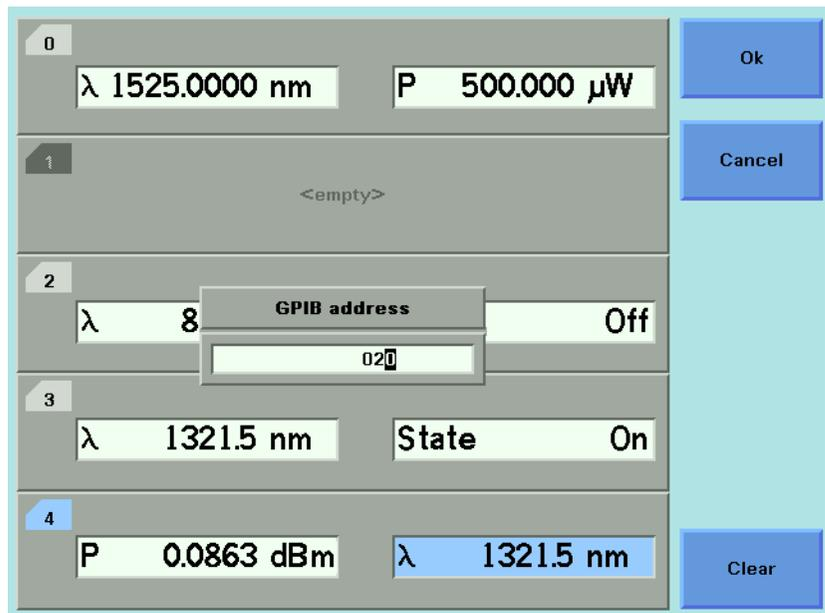 0
λ 1525.0000 nm P 500.000 µW
Ok
1
<empty>
Cancel
2
λ 8 Off
GPIB address
020
3
λ 1321.5 nm State On
4
P 0.0863 dBm λ 1321.5 nm
Clear